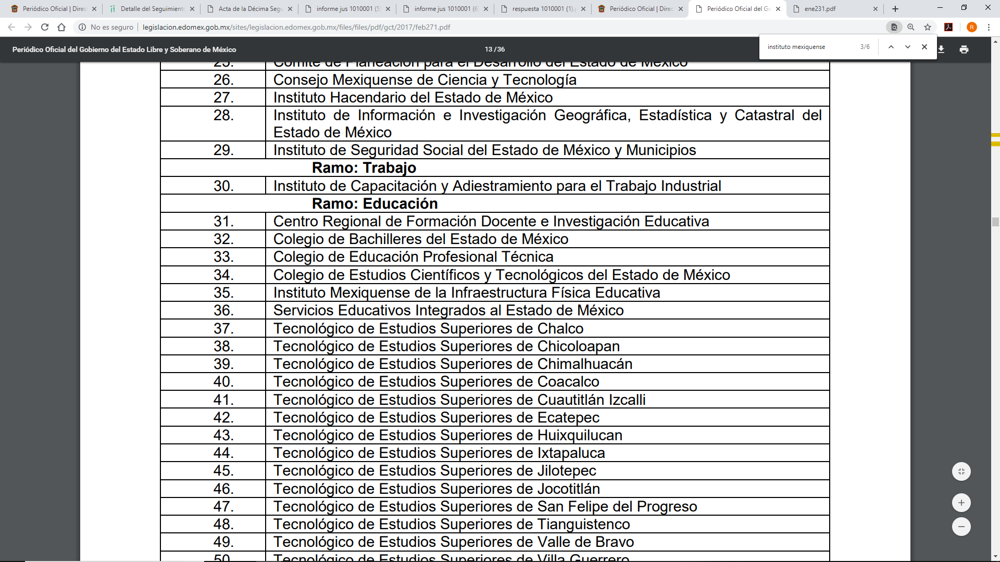 Periódico Oficial | Direc
Detalle del Seguimiento
Acta de la Décima Segu
informe jus 1010001 (5
informe jus 1010001 (6
respuesta 1010001 (1).p
Periódico Oficial | Direc
Periódico Oficial del Go
ene231.pdf
No es seguro
legislacion.edomex.gob.mx/sites/legislacion.edomex.gob.mx/files/files/pdf/gct/2017/feb271.pdf
R
Periódico Oficial del Gobierno del Estado Libre y Soberano de México
13 / 36
instituto mexiquense
3/6
25. Comité de Planeación para el Desarrollo del Estado de México
26. Consejo Mexiquense de Ciencia y Tecnología
27. Instituto Hacendario del Estado de México
28. Instituto de Información e Investigación Geográfica, Estadística y Catastral del
Estado de México
29. Instituto de Seguridad Social del Estado de México y Municipios
Ramo: Trabajo
30. Instituto de Capacitación y Adiestramiento para el Trabajo Industrial
Ramo: Educación
31. Centro Regional de Formación Docente e Investigación Educativa
32. Colegio de Bachilleres del Estado de México
33. Colegio de Educación Profesional Técnica
34. Colegio de Estudios Científicos y Tecnológicos del Estado de México
35. Instituto Mexiquense de la Infraestructura Física Educativa
36. Servicios Educativos Integrados al Estado de México
37. Tecnológico de Estudios Superiores de Chalco
38. Tecnológico de Estudios Superiores de Chicoloapan
39. Tecnológico de Estudios Superiores de Chimalhuacán
40. Tecnológico de Estudios Superiores de Coacalco
41. Tecnológico de Estudios Superiores de Cuautitlán Izcalli
42. Tecnológico de Estudios Superiores de Ecatepec
43. Tecnológico de Estudios Superiores de Huixquilucan
44. Tecnológico de Estudios Superiores de Ixtapaluca
45. Tecnológico de Estudios Superiores de Jilotepec
46. Tecnológico de Estudios Superiores de Jocotitlán
47. Tecnológico de Estudios Superiores de San Felipe del Progreso
48. Tecnológico de Estudios Superiores de Tianguistenco
49. Tecnológico de Estudios Superiores de Valle de Bravo
50. Tecnológico de Estudios Superiores de Villa Guerrero